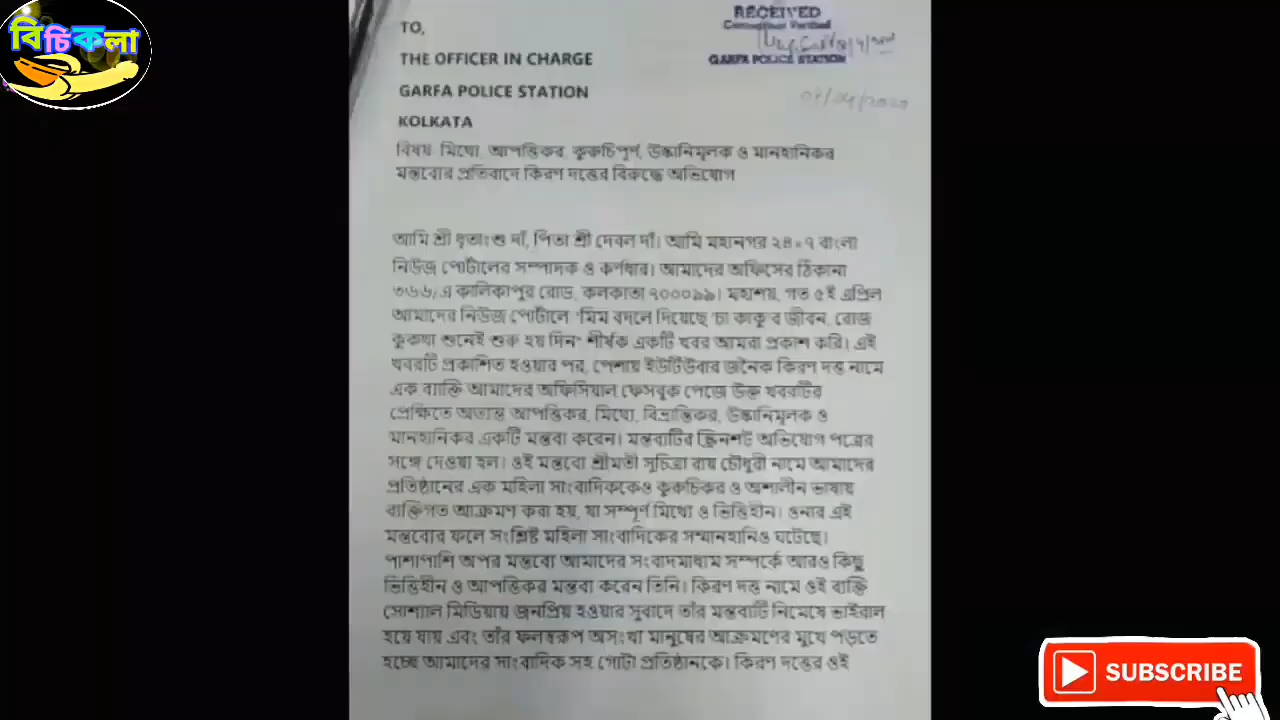 বিচিত্রকলা
TO,
THE OFFICER IN CHARGE
GARFA POLICE STATION
KOLKATA
RECEIVED
GARFA POLICE STATION
বিষয় মিথ্যে, আপত্তিকর, কুরুচিপূর্ণ, উস্কানিমূলক ও মানহানিকর
মন্তব্যের প্রতিবাদে কিরণ দত্তের বিরুদ্ধে অভিযোগ
আমি শ্রী ধৃতাংশু দাঁ, পিতা শ্রী দেবল দাঁ। আমি মহানগর ২৪×৭ বাংলা
নিউজ পোর্টালের সম্পাদক ও কর্ণধার। আমাদের অফিসের ঠিকানা
৩৬৬/এ কালিকাপুর রোড, কলকাতা ৭০০০৯৯। মহাশয়, গত ৫ই এপ্রিল
আমাদের নিউজ পোর্টালে "মিম বদলে দিয়েছে 'চা কাকু'র জীবন, রোজ
কুকথা শুনেই শুরু হয় দিন" শীর্ষক একটি খবর আমরা প্রকাশ করি। এই
খবরটি প্রকাশিত হওয়ার পর, পেশায় ইউটিউবার জনৈক কিরণ দত্ত নামে
এক ব্যাক্তি আমাদের অফিসিয়াল ফেসবুক পেজে উক্ত খবরটির
প্রেক্ষিতে অত্যন্ত আপত্তিকর, মিথ্যে, বিভ্রান্তিকর, উস্কানিমূলক ও
মানহানিকর একটি মন্তব্য করেন। মন্তব্যটির স্ক্রিনশট অভিযোগ পত্রের
সঙ্গে দেওয়া হল। ওই মন্তব্যে শ্রীমতী সুচিত্রা রায় চৌধুরী নামে আমাদের
প্রতিষ্ঠানের এক মহিলা সাংবাদিককেও কুরুচিকর ও অশালীন ভাষায়
ব্যক্তিগত আক্রমণ করা হয়, যা সম্পূর্ণ মিথ্যে ও ভিত্তিহীন। ওনার এই
মন্তব্যের ফলে সংশ্লিষ্ট মহিলা সাংবাদিকের সম্মানহানিও ঘটেছে।
পাশাপাশি অপর মন্তব্যে আমাদের সংবাদমাধ্যম সম্পর্কে আরও কিছু
ভিত্তিহীন ও আপত্তিকর মন্তব্য করেন তিনি। কিরণ দত্ত নামে ওই ব্যক্তি
সোশ্যাল মিডিয়ায় জনপ্রিয় হওয়ার সুবাদে তাঁর মন্তব্যটি নিমেষে ভাইরাল
হয়ে যায় এবং তাঁর ফলস্বরূপ অসংখ্য মানুষের আক্রমণের মুখে পড়তে
হচ্ছে আমাদের সাংবাদিক সহ গোটা প্রতিষ্ঠানকে। কিরণ দত্তের ওই
SUBSCRIBE